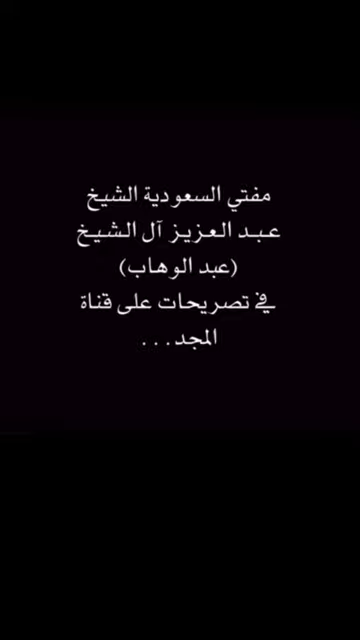 مفتي السعودية الشيخ
عبد العزيز آل الشيخ
(عبد الوهاب)
في تصريحات على قناة
المجد...